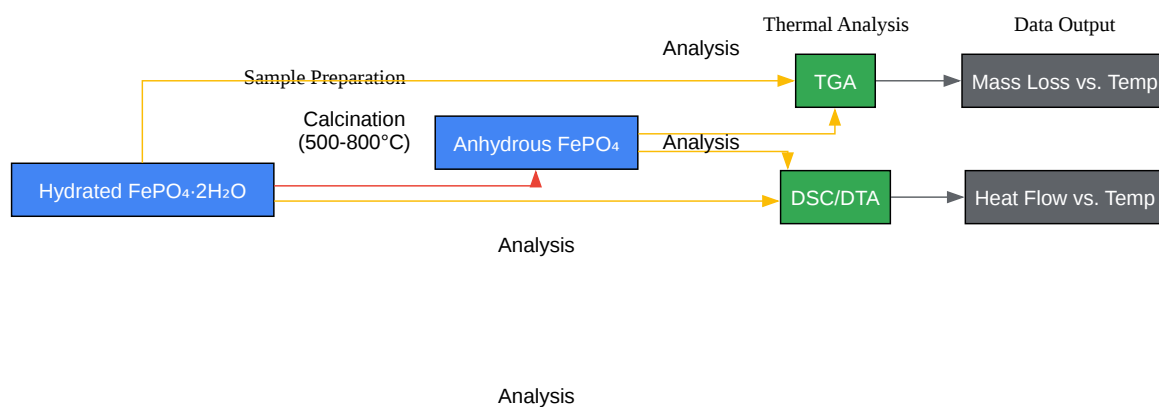 Thermal Analysis
Data Output
Analysis
Sample Preparation
TGA
Mass Loss vs. Temp
Calcination
(500-800°C)
Anhydrous FePO₄
Analysis
Hydrated FePO₄·2H₂O
DSC/DTA
Heat Flow vs. Temp
Analysis
Analysis